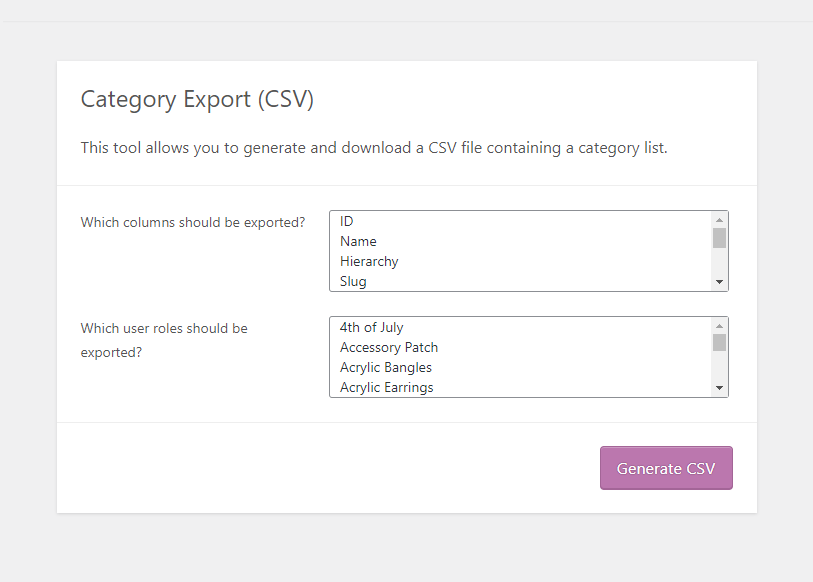 Category Export (CSV)
This tool allows you to generate and download a CSV file containing a category list.
Which columns should be exported?
ID
Name
Hierarchy
Slug
Which user roles should be
exported?
4th of July
Accessory Patch
Acrylic Bangles
Acrylic Earrings
Generate CSV